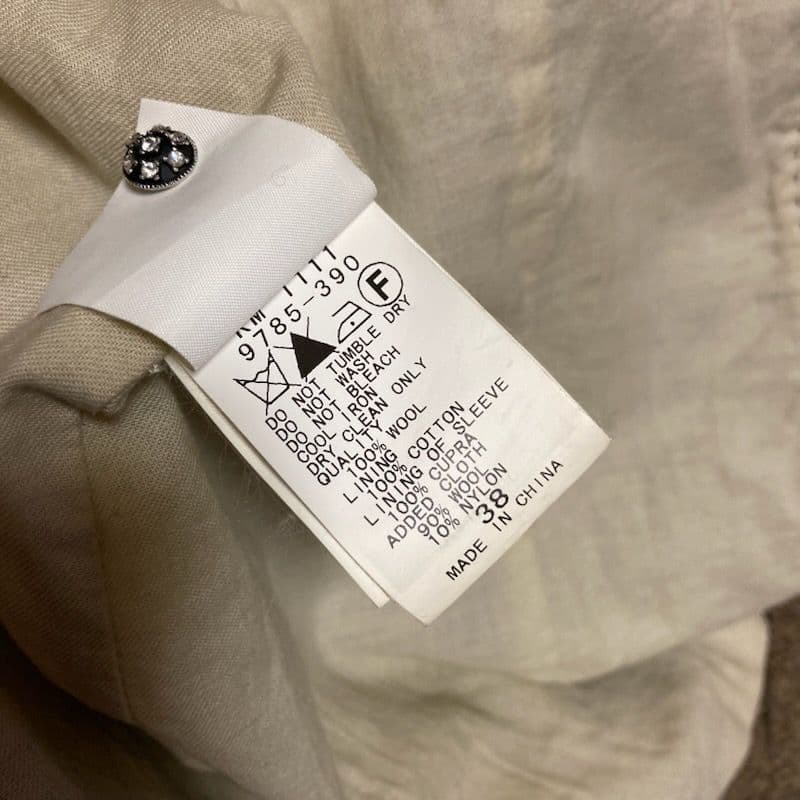 1111
9785-390
F
DO NOT TUMBLE DRY
DO NOT WASH
DO NOT BLEACH
COOL IRON
DRY CLEAN ONLY
QUALITY
100% WOOL
LINING
100% COTTON
LINING OF SLEEVE
100% CUPRA
ADDED CLOTH
90% WOOL
10% NYLON
38
MADE IN CHINA